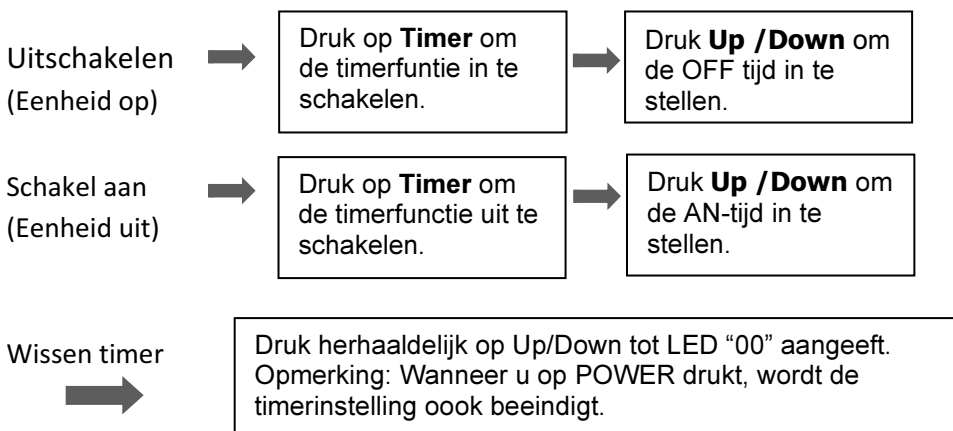 Uitschakelen
(Eenheid op)
Druk op Timer om
de timerfuntie in te
schakelen.
Druk Up /Down om
de OFF tijd in te
stellen.
Schakel aan
(Eenheid uit)
Druk op Timer om
de timerfunctie uit te
schakelen.
Druk Up /Down om
de AN-tijd in te
stellen.
Wissen timer
Druk herhaaldelijk op Up/Down tot LED “00” aangeeft.
Opmerking: Wanneer u op POWER drukt, wordt de
timerinstelling oook beeindigt.